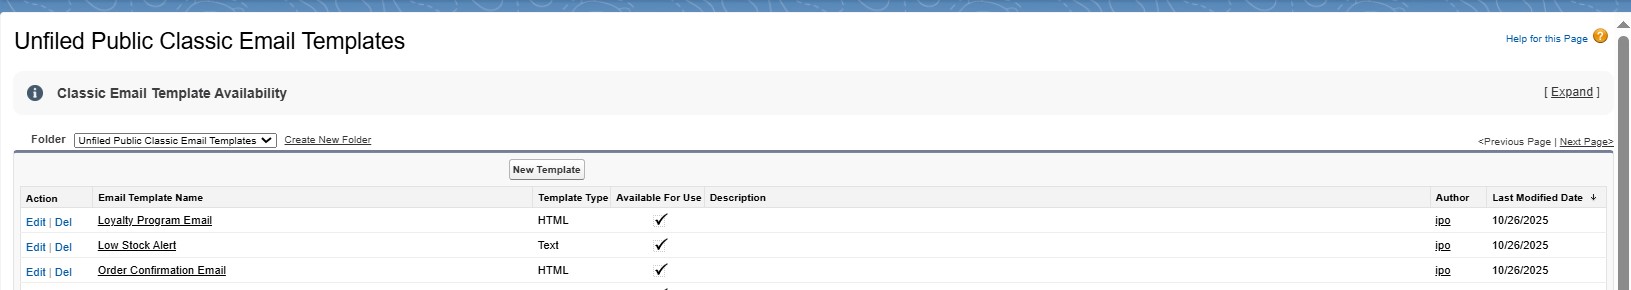 Unfiled Public Classic Email Templates
Help for this Page ?
i Classic Email Template Availability [ Expand ]
Folder Unfiled Public Classic Email Templates Create New Folder
<Previous Page | Next Page>
New Template
Action Email Template Name Template Type Available For Use Description Author Last Modified Date ↓
Edit | Del Loyalty Program Email HTML ✓ ipo 10/26/2025
Edit | Del Low Stock Alert Text ✓ ipo 10/26/2025
Edit | Del Order Confirmation Email HTML ✓ ipo 10/26/2025